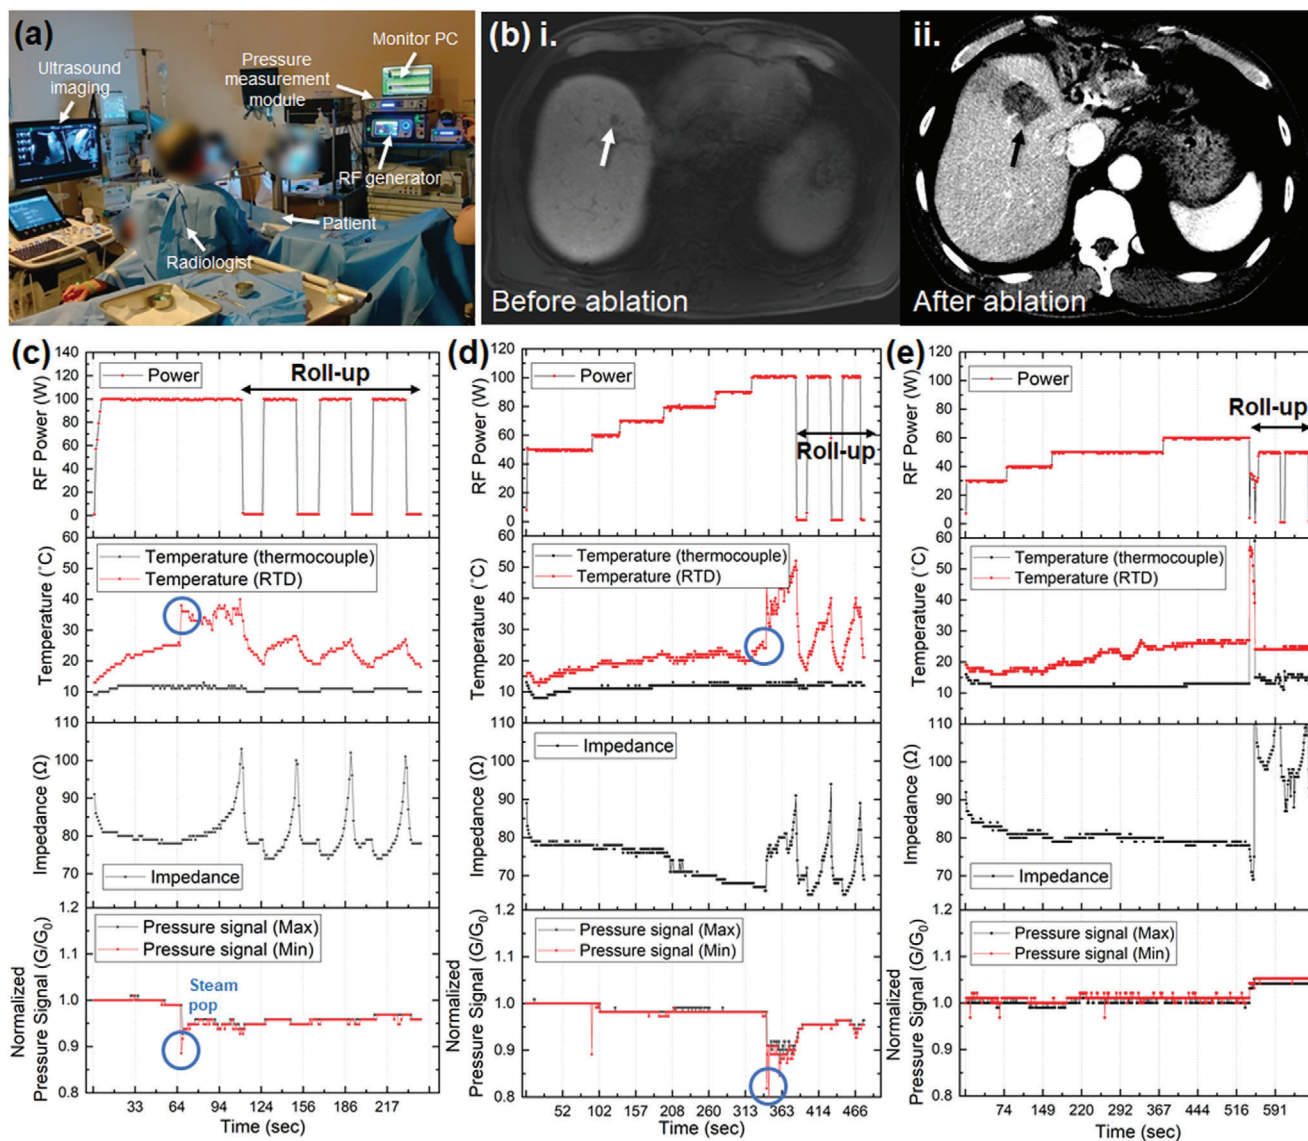 (a)
Ultrasound
imaging
Pressure
measurement
module
Monitor PC
RF generator
Patient
Radiologist
(b) i.
Before ablation
ii.
After ablation
(c)
140
120
100
80
60
40
20
0
RF Power (W)
Power
Roll-up
60
50
40
30
20
10
Temperature (°C)
Temperature (thermocouple)
Temperature (RTD)
110
100
90
80
70
Impedance (Ω)
Impedance
1.2
1.1
1.0
0.9
0.8
Normalized
Pressure Signal (G/G0)
Pressure signal (Max)
Pressure signal (Min)
Steam
pop
33 64 94 124 156 186 217
Time (sec)
(d)
120
100
80
60
40
20
0
RF Power (W)
Power
Roll-up
60
50
40
30
20
10
Temperature (°C)
Temperature (thermocouple)
Temperature (RTD)
110
100
90
80
70
Impedance (Ω)
Impedance
1.2
1.1
1.0
0.9
0.8
Normalized
Pressure Signal (G/G0)
Pressure signal (Max)
Pressure signal (Min)
52 102 157 208 260 313 363 414 466
Time (sec)
(e)
120
100
80
60
40
20
0
RF Power (W)
Power
Roll-up
60
50
40
30
20
10
Temperature (°C)
Temperature (thermocouple)
Temperature (RTD)
110
100
90
80
70
Impedance (Ω)
Impedance
1.2
1.1
1.0
0.9
0.8
Normalized
Pressure Signal (G/G0)
Pressure signal (Max)
Pressure signal (Min)
74 149 220 292 367 444 516 591
Time (sec)